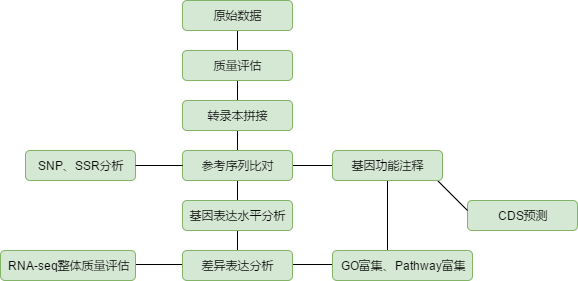 原始数据
质量评估
转录本拼接
SNP、SSR分析
参考序列比对
基因功能注释
基因表达水平分析
CDS预测
RNA-seq整体质量评估
差异表达分析
GO富集、Pathway富集